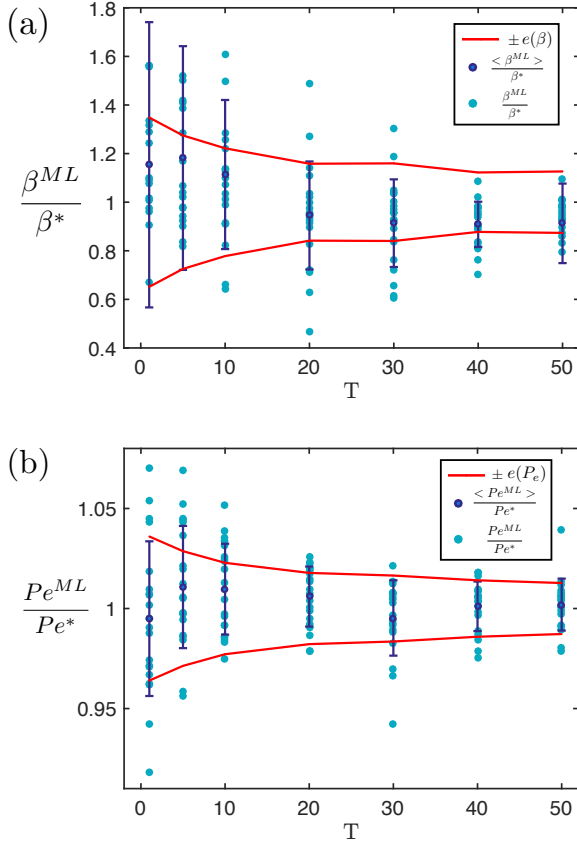 (a)
1.8
1.6
1.4
1.2
1
0.8
0.6
0.4
β^{ML}
β*
± e(β)
< β^{ML} >
β*
β^{ML}
β*
0 10 20 30 40 50
T
(b)
1.05
1
0.95
Pe^{ML}
Pe*
± e(P_e)
< Pe^{ML} >
Pe*
Pe^{ML}
Pe*
0 10 20 30 40 50
T